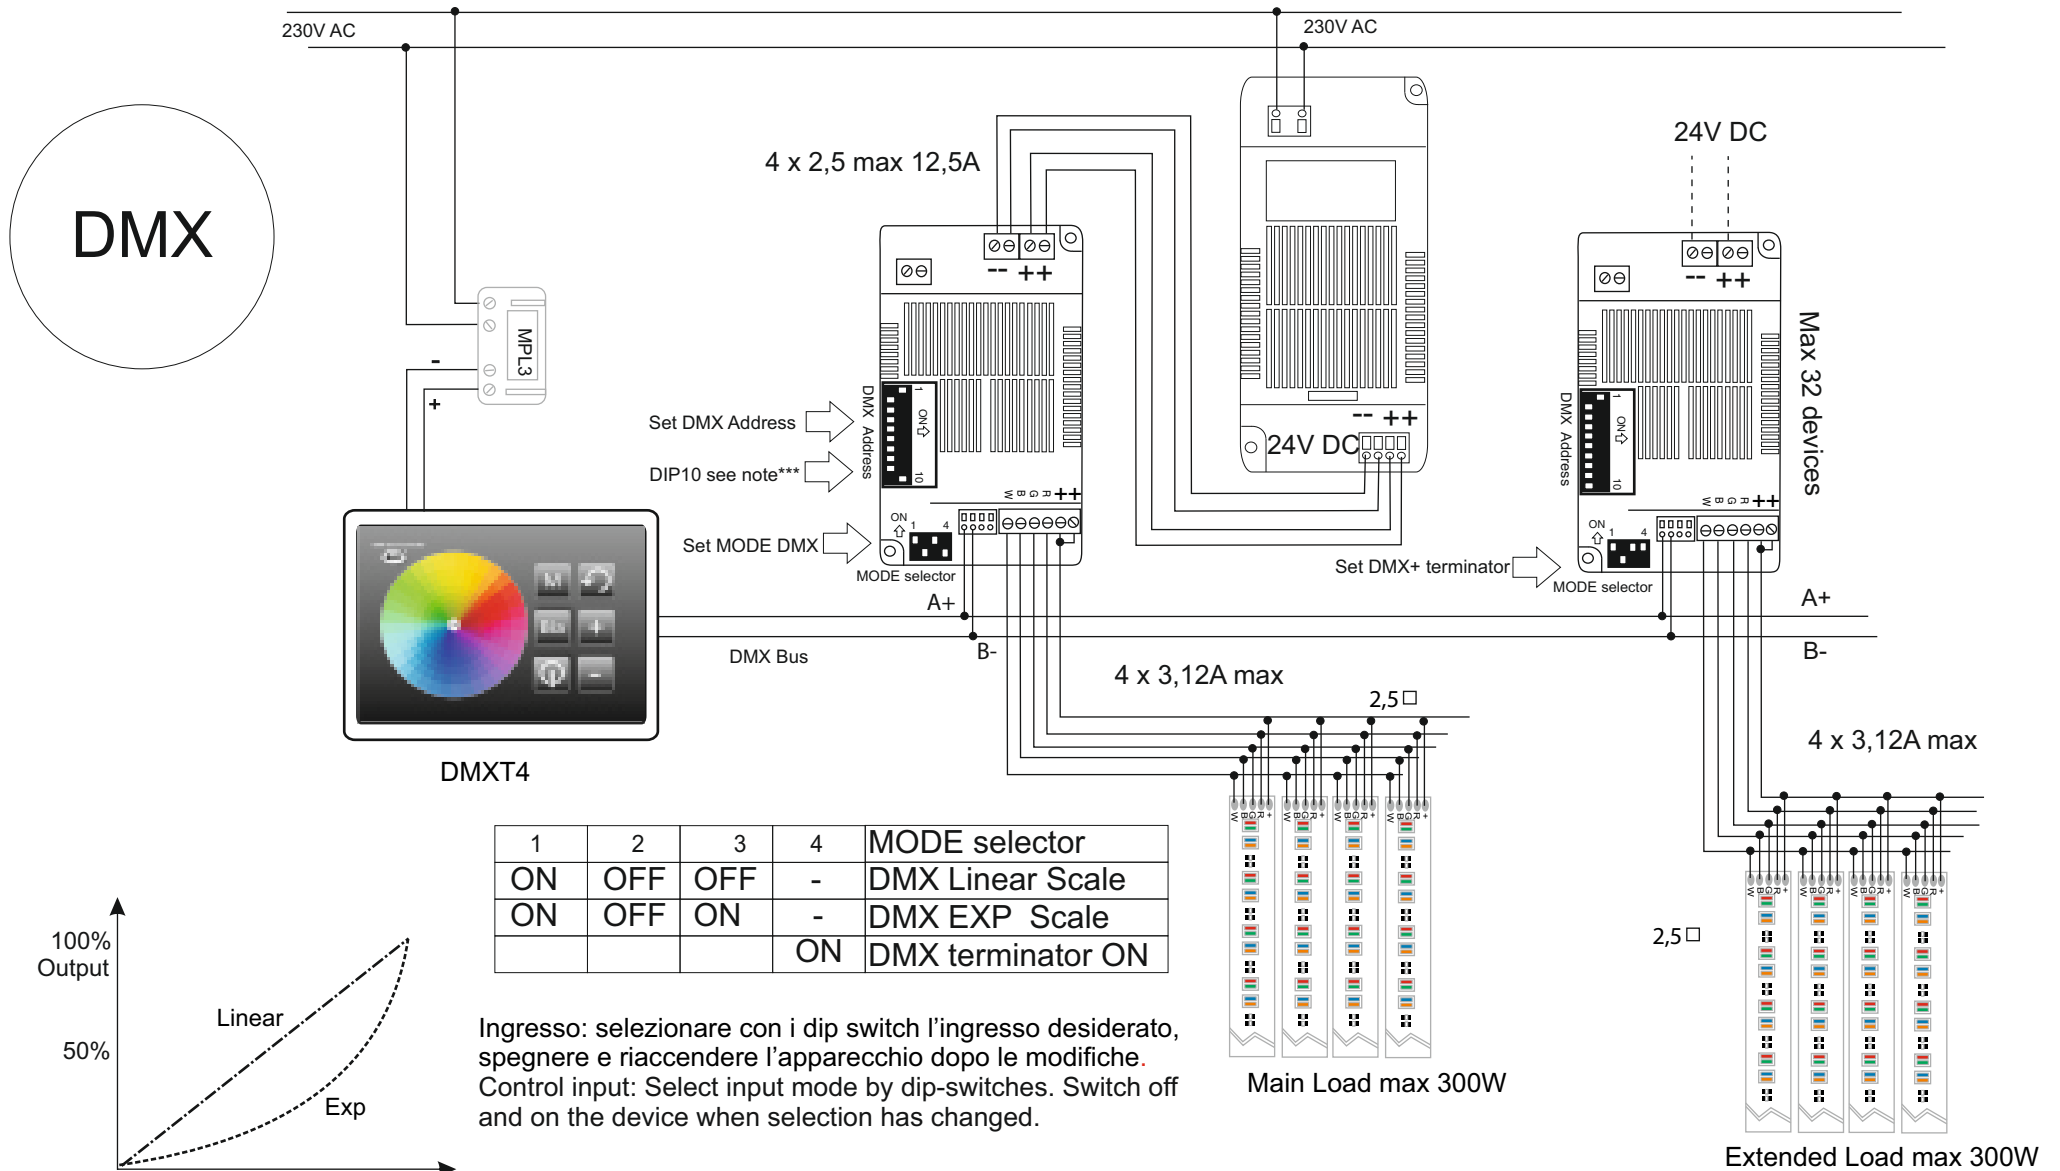 230V AC
230V AC
DMX
4 x 2,5 max 12,5A
24V DC
-- ++
-- ++
MPL3
-
+
Max 32 devices
Set DMX Address
DIP10 see note***
DMX Address
1
ON
10
-- ++
24V DC
DMX Address
1
ON
10
W B G R ++
W B G R ++
Set MODE DMX
ON
1 4
MODE selector
Set DMX+ terminator
ON
1 4
MODE selector
M
+
-
A+
B-
DMX Bus
A+
B-
DMXT4
4 x 3,12A max
2,5 □
4 x 3,12A max
W B G R +
W B G R +
W B G R +
W B G R +
W B G R +
W B G R +
W B G R +
W B G R +
2,5 □
1 2 3 4 MODE selector
ON OFF OFF - DMX Linear Scale
ON OFF ON - DMX EXP Scale
ON DMX terminator ON
100%
Output
50%
Linear
Exp
Ingresso: selezionare con i dip switch l’ingresso desiderato,
spegnere e riaccendere l’apparecchio dopo le modifiche.
Control input: Select input mode by dip-switches. Switch off
and on the device when selection has changed.
Main Load max 300W
Extended Load max 300W